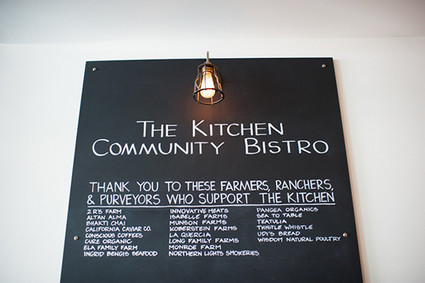 THE KITCHEN
COMMUNITY BISTRO
THANK YOU TO THESE FARMERS, RANCHERS,
& PURVEYORS WHO SUPPORT THE KITCHEN
2 R'S FARM
ALTAN ALMA
BHAKTI CHAI
CALIFORNIA CAVIAR CO.
CONSCIOUS COFFEES
CURE ORGANIC
ELA FAMILY FARM
INGRID BENGIS SEAFOOD
INNOVATIVE MEATS
ISABELLE FARMS
MUNSON FARMS
KOBERSTEIN FARMS
LA QUERCIA
LONG FAMILY FARMS
MONROE FARM
NORTHERN LIGHTS SMOKERIES
PANGEA ORGANICS
SEA TO TABLE
TEATULIA
THISTLE WHISTLE
UDI'S BREAD
WISDOM NATURAL POULTRY